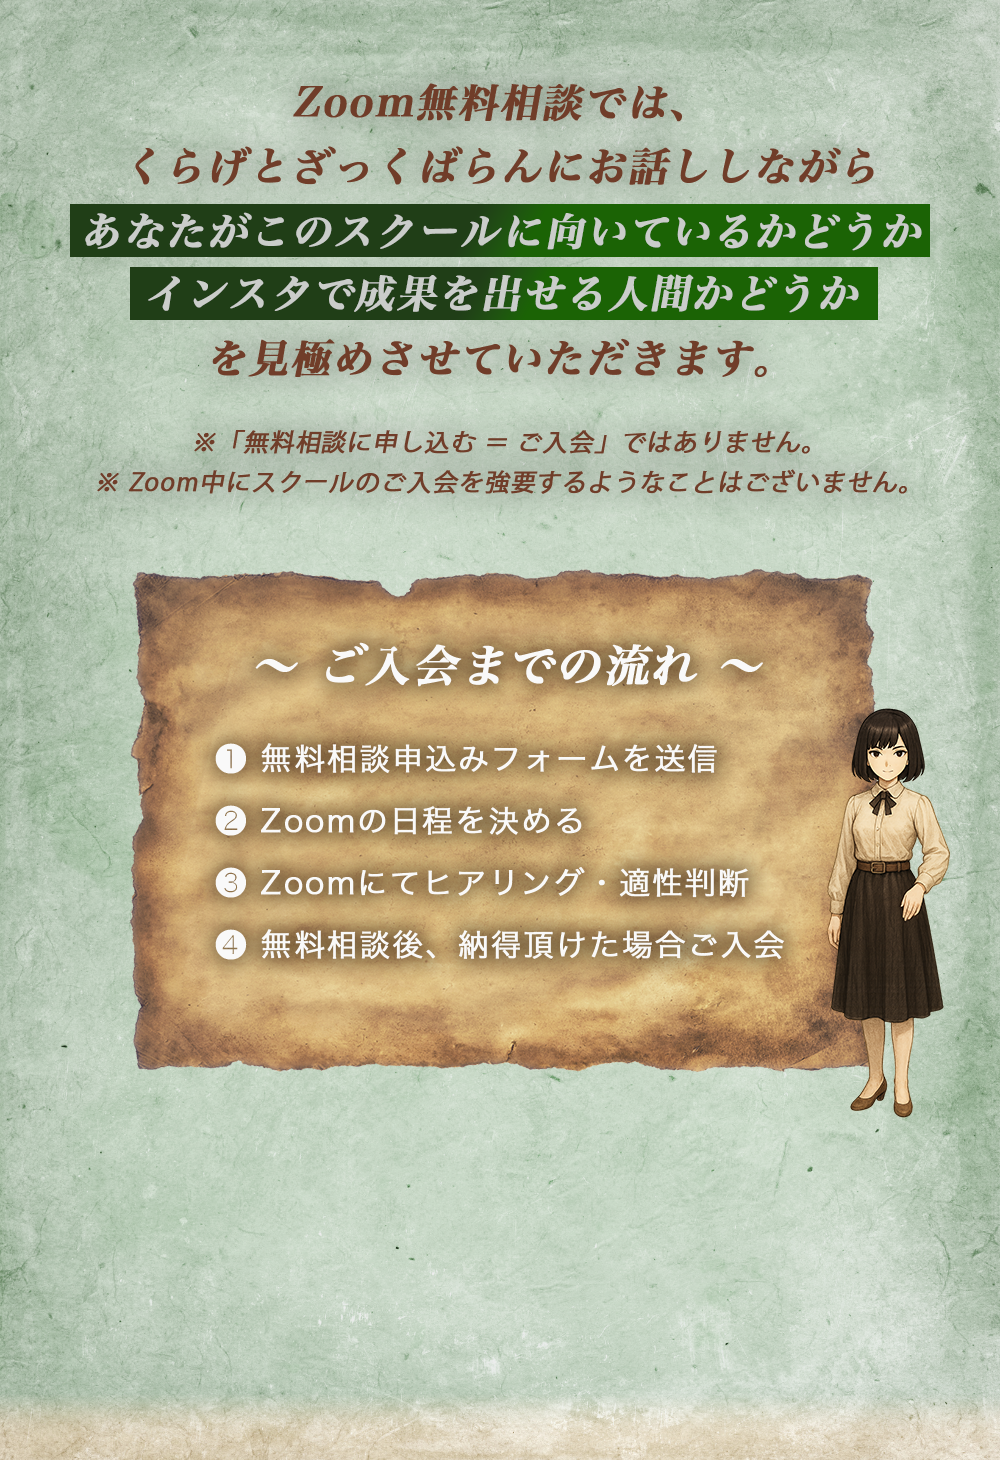 Zoom無料相談では、
くらげとざっくばらんにお話ししながら
あなたがこのスクールに向いているかどうか
インスタで成果を出せる人間かどうか
を見極めさせていただきます。
※「無料相談に申し込む ＝ ご入会」ではありません。
※ Zoom中にスクールのご入会を強要するようなことはございません。
〜 ご入会までの流れ 〜
❶ 無料相談申込みフォームを送信
❷ Zoomの日程を決める
❸ Zoomにてヒアリング・適性判断
❹ 無料相談後、納得頂けた場合ご入会